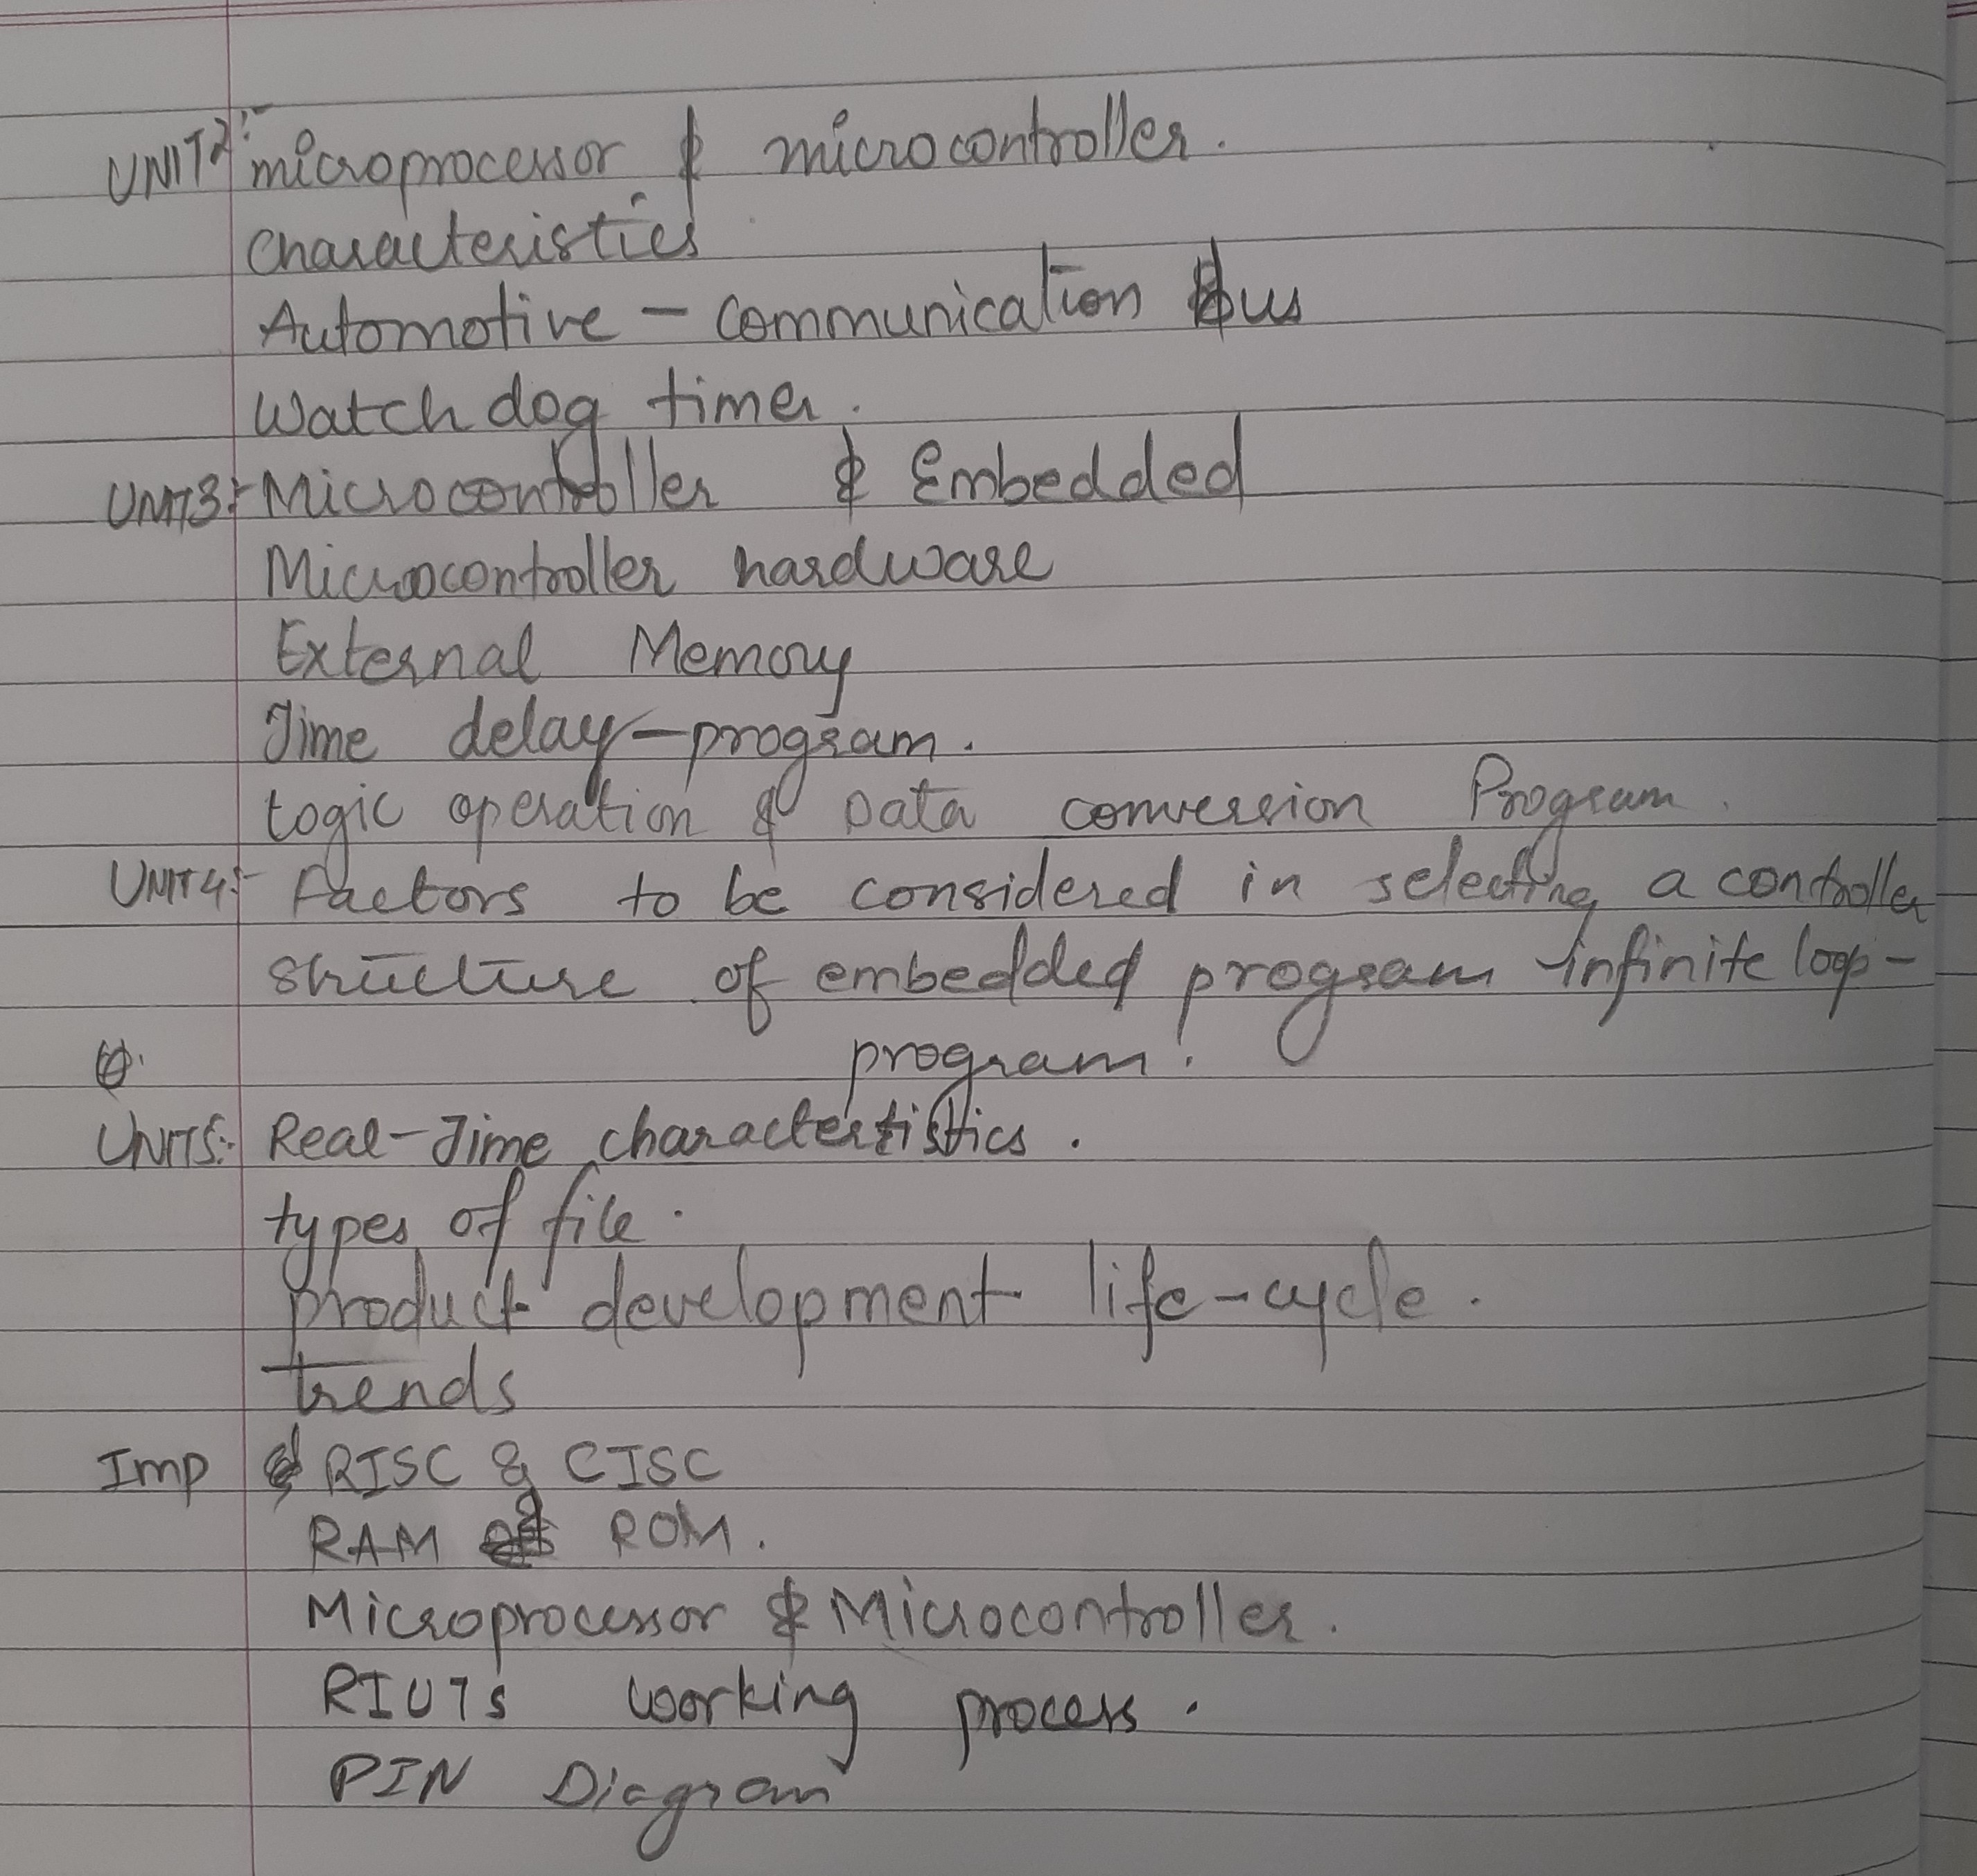 UNIT2:- microprocessor & microcontroller.
characteristics
Automotive - communication bus
Watch dog timer.
UNIT3:- Microcontroller & Embedded
Microcontroller hardware
External Memory
Time delay-program.
Logic operation & Data conversion Program.
UNIT4:- Factors to be considered in selecting a controller
structure of embedded program infinite loop-
program.
UNIT5:- Real-Time characteristics.
types of file.
product development life-cycle.
trends
Imp RISC & CISC
RAM & ROM.
Microprocessor & Microcontroller.
working process.
PIN Diagram